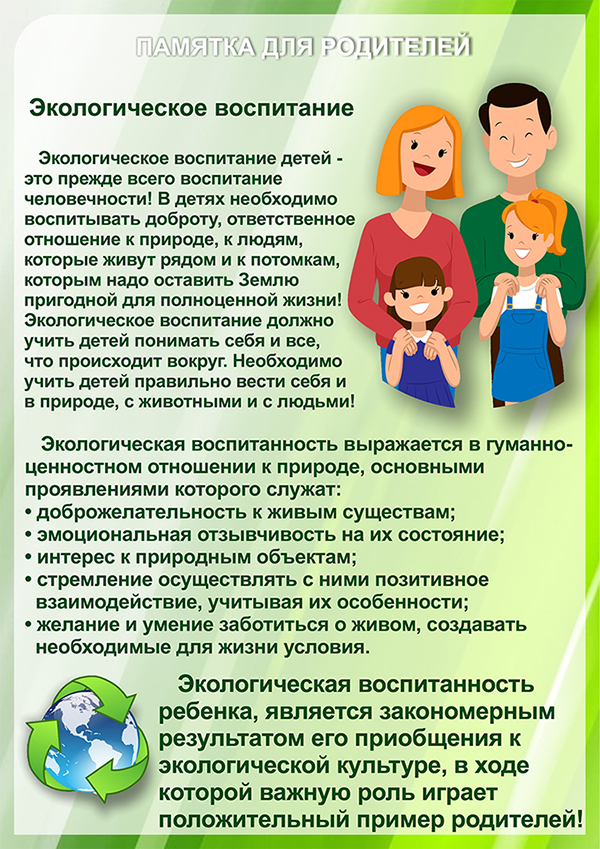 ПАМЯТКА ДЛЯ РОДИТЕЛЕЙ
Экологическое воспитание
Экологическое воспитание детей -
это прежде всего воспитание
человечности! В детях необходимо
воспитывать доброту, ответственное
отношение к природе, к людям,
которые живут рядом и к потомкам,
которым надо оставить Землю
пригодной для полноценной жизни!
Экологическое воспитание должно
учить детей понимать себя и все,
что происходит вокруг. Необходимо
учить детей правильно вести себя и
в природе, с животными и с людьми!
Экологическая воспитанность выражается в гуманно-
ценностном отношении к природе, основными
проявлениями которого служат:
• доброжелательность к живым существам;
• эмоциональная отзывчивость на их состояние;
• интерес к природным объектам;
• стремление осуществлять с ними позитивное
взаимодействие, учитывая их особенности;
• желание и умение заботиться о живом, создавать
необходимые для жизни условия.
Экологическая воспитанность
ребенка, является закономерным
результатом его приобщения к
экологической культуре, в ходе
которой важную роль играет
положительный пример родителей!